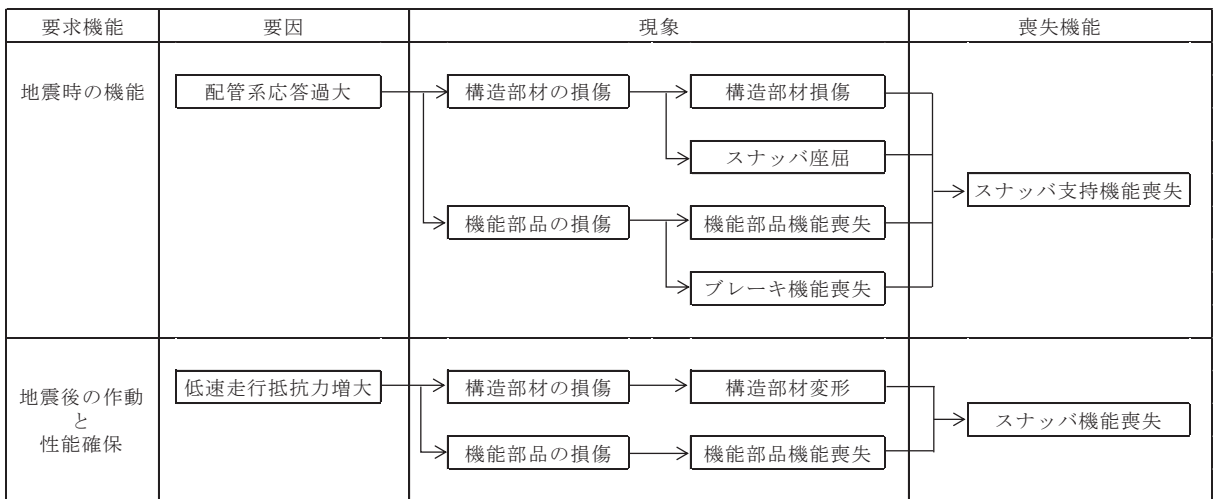 要求機能
要因
現象
喪失機能
地震時の機能
配管系応答過大
構造部材の損傷
構造部材損傷
スナッバ座屈
スナッバ支持機能喪失
機能部品の損傷
機能部品機能喪失
ブレーキ機能喪失
地震後の作動
と
性能確保
低速走行抵抗力増大
構造部材の損傷
構造部材変形
スナッバ機能喪失
機能部品の損傷
機能部品機能喪失